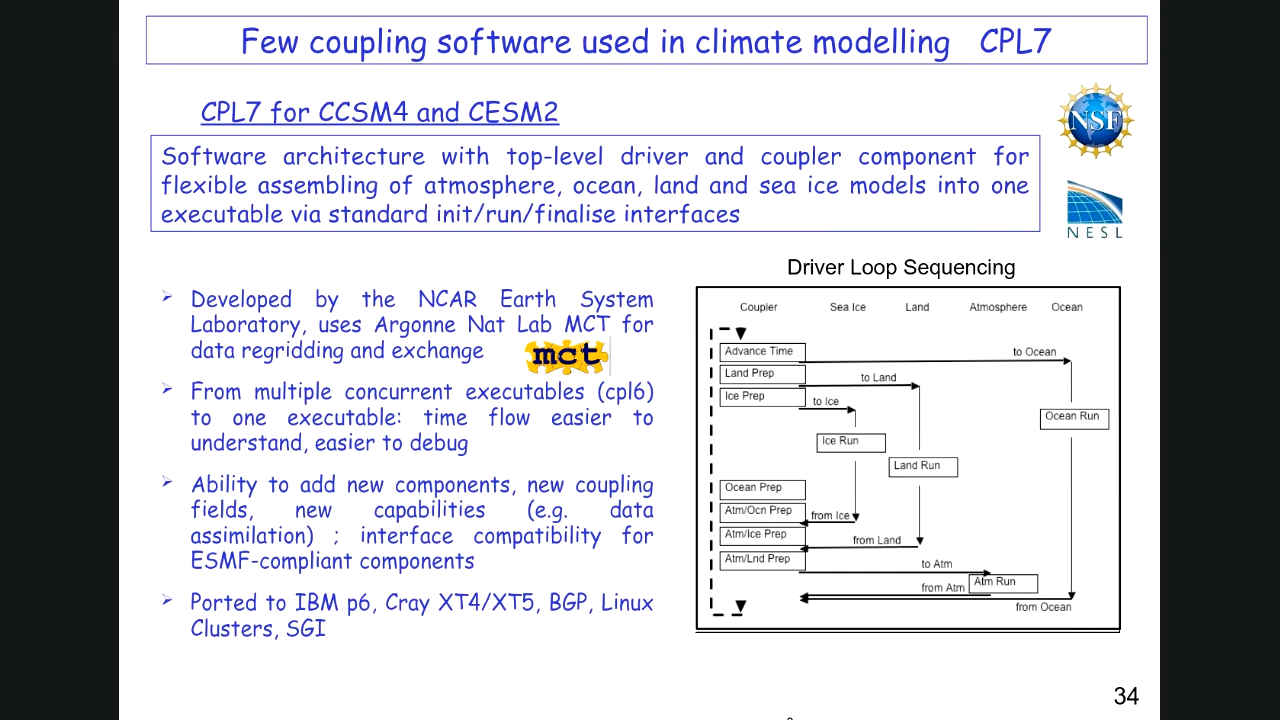 Few coupling software used in climate modelling CPL7
CPL7 for CCSM4 and CESM2
NSF
Software architecture with top-level driver and coupler component for
flexible assembling of atmosphere, ocean, land and sea ice models into one
executable via standard init/run/finalise interfaces
NESL
Developed by the NCAR Earth System
Laboratory, uses Argonne Nat Lab MCT for
data regridding and exchange
mct
From multiple concurrent executables (cpl6)
to one executable: time flow easier to
understand, easier to debug
Ability to add new components, new coupling
fields, new capabilities (e.g. data
assimilation) ; interface compatibility for
ESMF-compliant components
Ported to IBM p6, Cray XT4/XT5, BGP, Linux
Clusters, SGI
Driver Loop Sequencing
Coupler Sea Ice Land Atmosphere Ocean
Advance Time
to Ocean
Land Prep
to Land
Ice Prep
to Ice
Ocean Run
Ice Run
Land Run
Ocean Prep
Atm/Ocn Prep
from Ice
Atm/Ice Prep
from Land
Atm/Lnd Prep
to Atm
Atm Run
from Atm
from Ocean
34